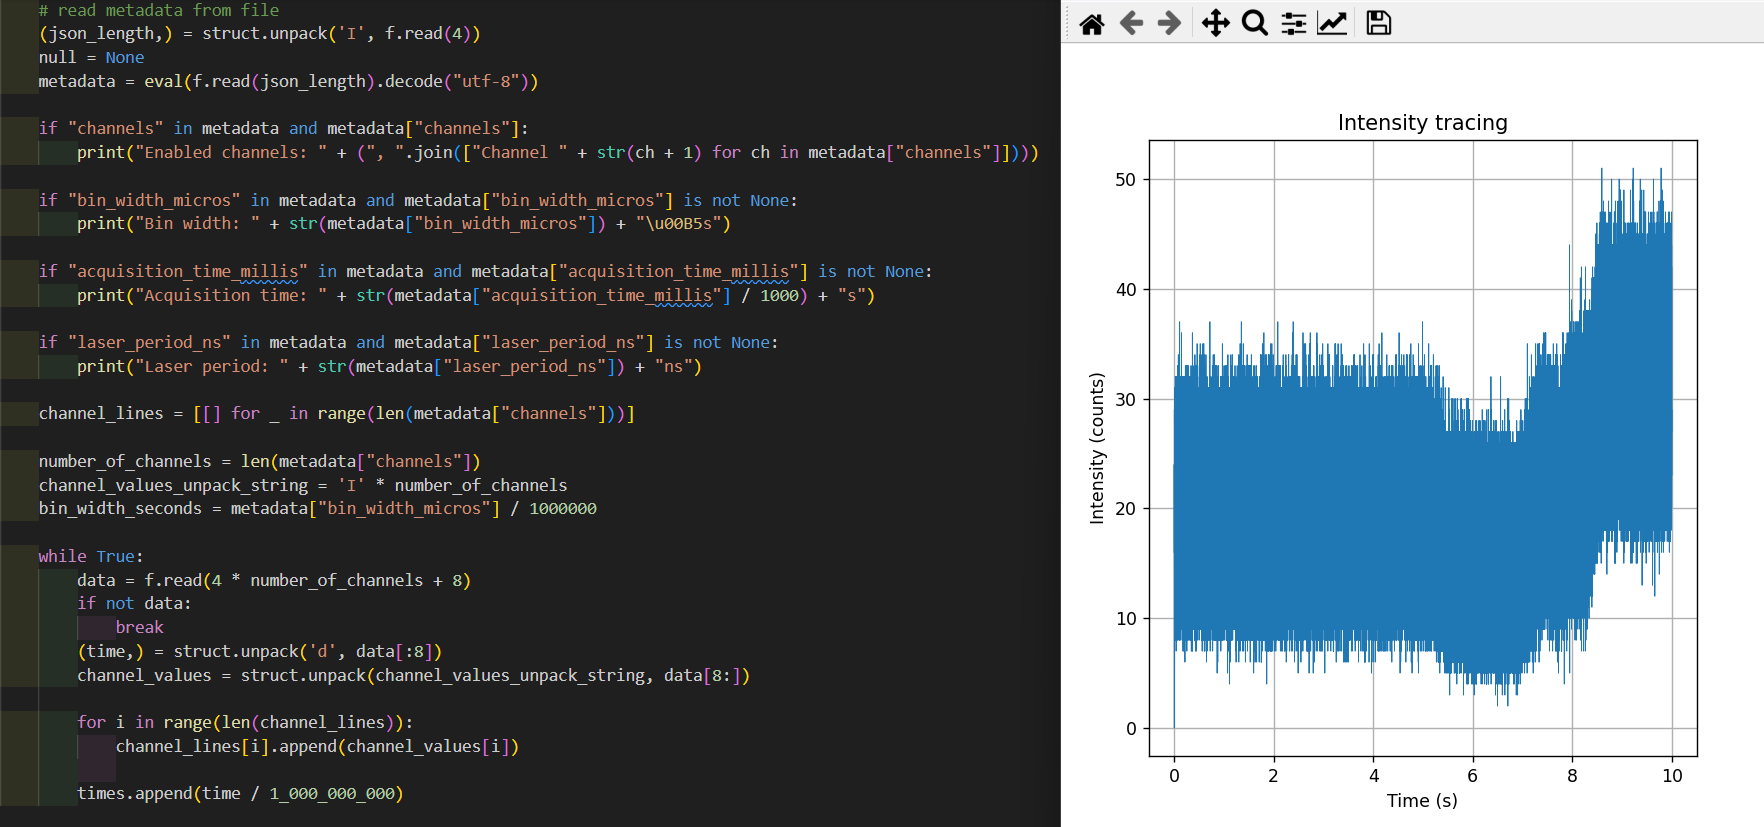 # read metadata from file
(json_length,) = struct.unpack('I', f.read(4))
null = None
metadata = eval(f.read(json_length).decode("utf-8"))
if "channels" in metadata and metadata["channels"]:
print("Enabled channels: " + (", ".join(["Channel " + str(ch + 1) for ch in metadata["channels"]])))
if "bin_width_micros" in metadata and metadata["bin_width_micros"] is not None:
print("Bin width: " + str(metadata["bin_width_micros"]) + "\u00B5s")
if "acquisition_time_millis" in metadata and metadata["acquisition_time_millis"] is not None:
print("Acquisition time: " + str(metadata["acquisition_time_millis"] / 1000) + "s")
if "laser_period_ns" in metadata and metadata["laser_period_ns"] is not None:
print("Laser period: " + str(metadata["laser_period_ns"]) + "ns")
channel_lines = [[] for _ in range(len(metadata["channels"]))]
number_of_channels = len(metadata["channels"])
channel_values_unpack_string = 'I' * number_of_channels
bin_width_seconds = metadata["bin_width_micros"] / 1000000
while True:
data = f.read(4 * number_of_channels + 8)
if not data:
break
(time,) = struct.unpack('d', data[:8])
channel_values = struct.unpack(channel_values_unpack_string, data[8:])
for i in range(len(channel_lines)):
channel_lines[i].append(channel_values[i])
times.append(time / 1_000_000_000)
Intensity tracing
50
40
30
20
10
0
Intensity (counts)
0 2 4 6 8 10
Time (s)